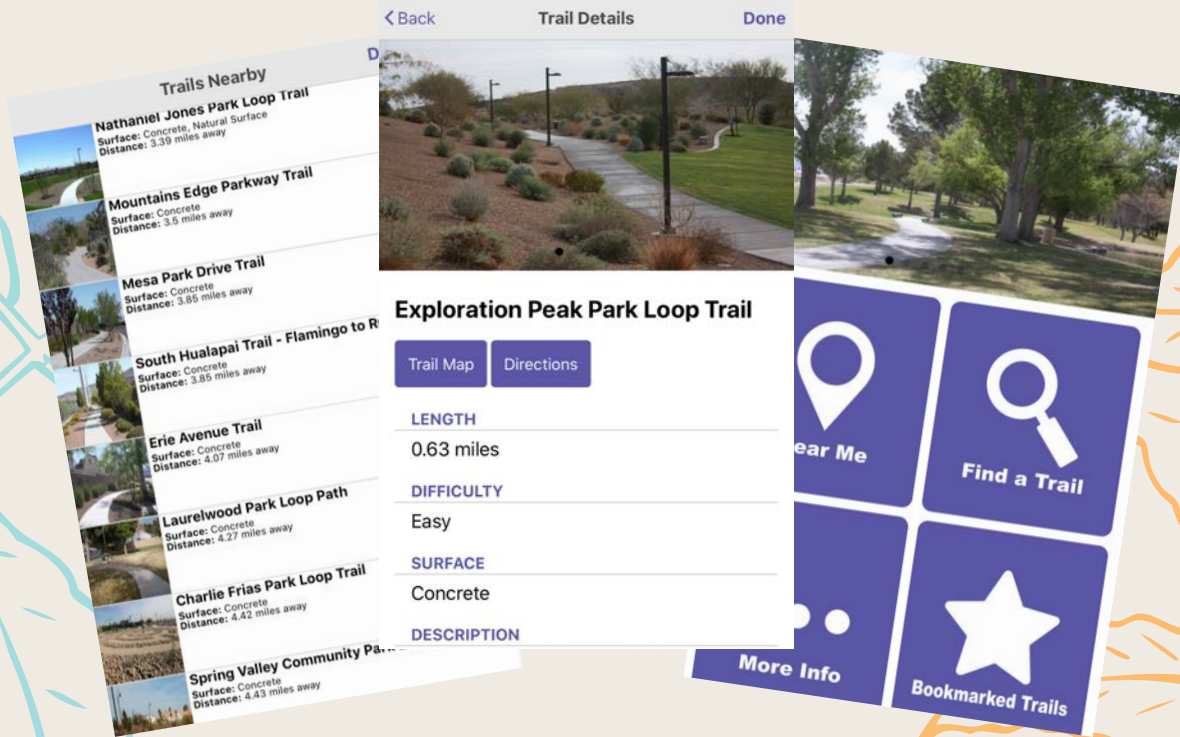 Trails Nearby
Nathaniel Jones Park Loop Trail
Surface: Concrete, Natural Surface
Distance: 3.39 miles away
Mountains Edge Parkway Trail
Surface: Concrete
Distance: 3.5 miles away
Mesa Park Drive Trail
Surface: Concrete
Distance: 3.85 miles away
South Hualapai Trail - Flamingo to
Surface: Concrete
Distance: 3.85 miles away
Erie Avenue Trail
Surface: Concrete
Distance: 4.07 miles away
Laurelwood Park Loop Path
Surface: Concrete
Distance: 4.27 miles away
Charlie Frias Park Loop Trail
Surface: Concrete
Distance: 4.42 miles away
Spring Valley Community Park
Surface: Concrete
Distance: 4.43 miles away
Back
Trail Details
Done
Exploration Peak Park Loop Trail
Trail Map
Directions
LENGTH
0.63 miles
DIFFICULTY
Easy
SURFACE
Concrete
DESCRIPTION
ear Me
Find a Trail
More Info
Bookmarked Trails